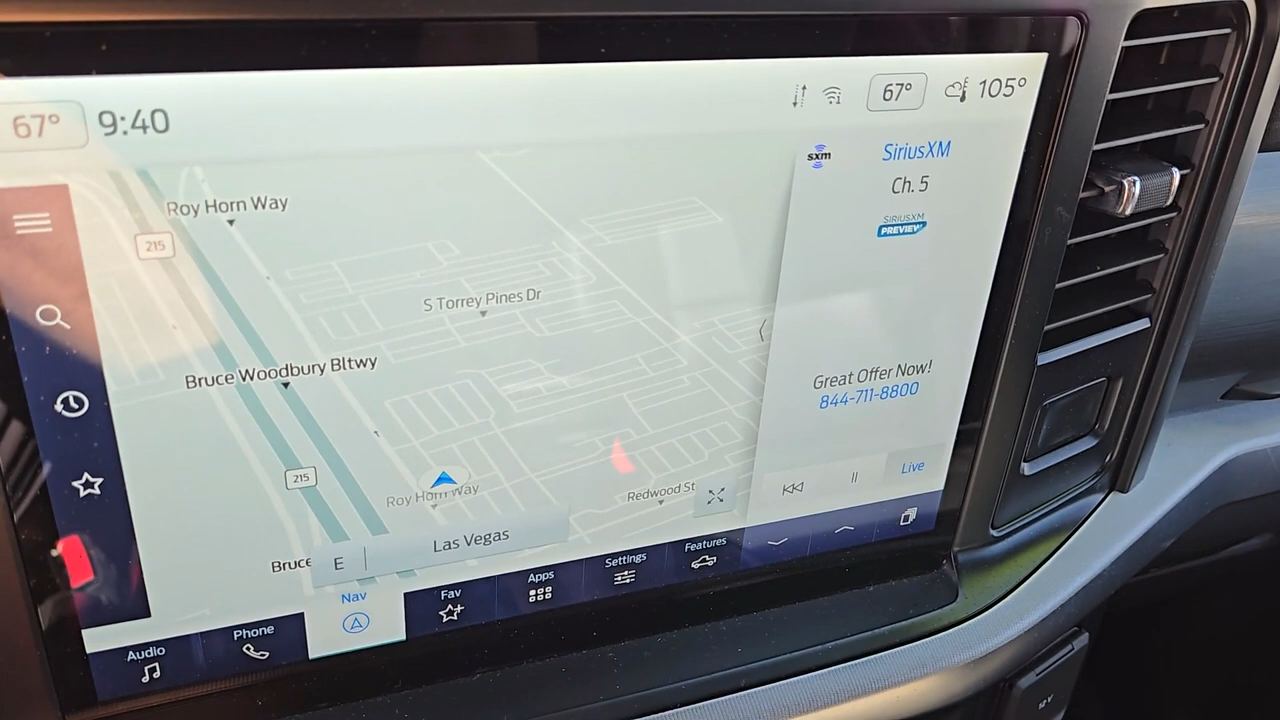 67°
9:40
67°
105°
sxm
SiriusXM
Ch. 5
SIRIUSXM
PREVIEW
Roy Horn Way
215
S Torrey Pines Dr
Bruce Woodbury Bltwy
Great Offer Now!
844-711-8800
215
Roy Horn Way
Redwood St
Live
Bruce
E
Las Vegas
Audio
Phone
Nav
Fav
Apps
Settings
Features
12V